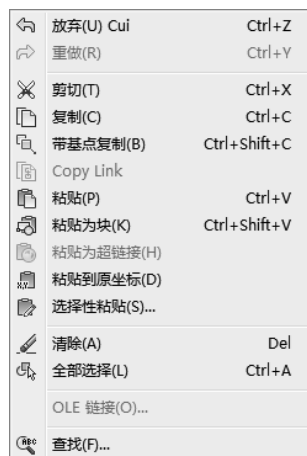 放弃(U) Cui Ctrl+Z
重做(R) Ctrl+Y
剪切(T) Ctrl+X
复制(C) Ctrl+C
带基点复制(B) Ctrl+Shift+C
Copy Link
粘贴(P) Ctrl+V
粘贴为块(K) Ctrl+Shift+V
粘贴为超链接(H)
粘贴到原坐标(D)
选择性粘贴(S)...
清除(A) Del
全部选择(L) Ctrl+A
OLE 链接(O)...
查找(F)...